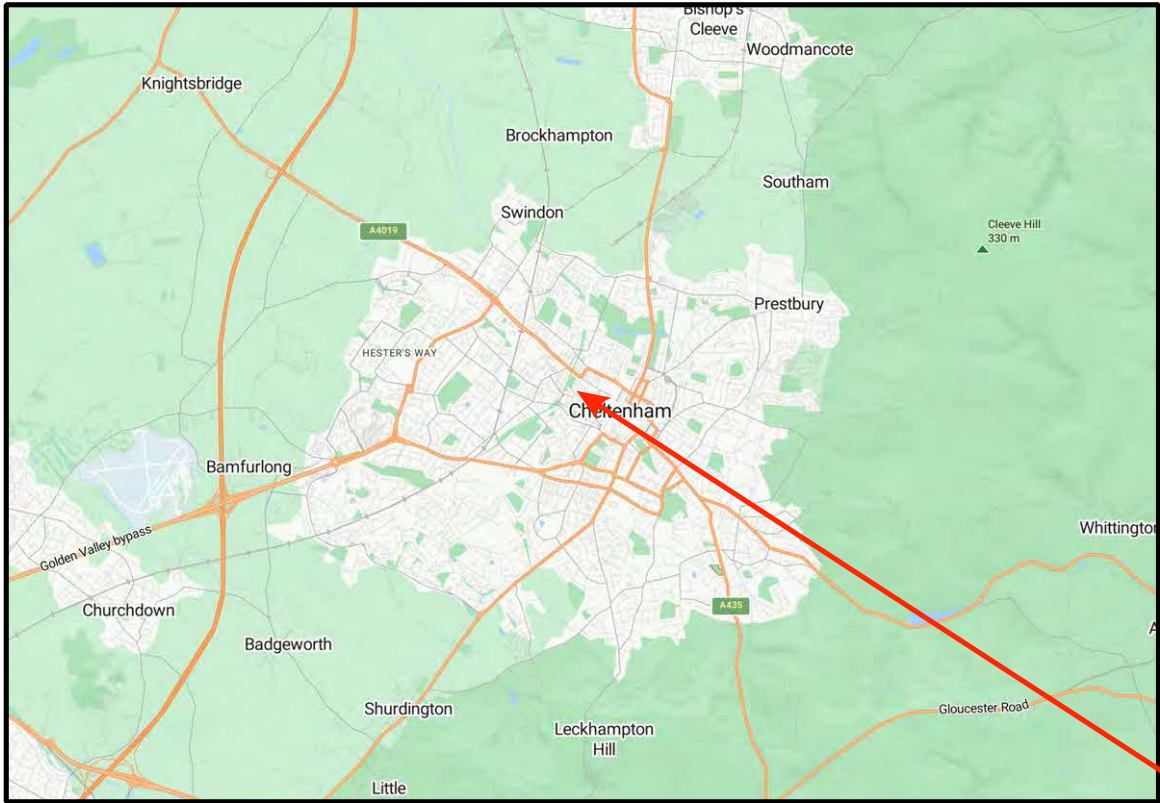 Bishop's
Cleeve
Woodmancote
Knightsbridge
Brockhampton
Southam
Swindon
Cleeve Hill
330 m
A4019
Prestbury
HESTER'S WAY
Cheltenham
Bamfurlong
Whittington
Golden Valley bypass
Churchdown
A435
A
Badgeworth
Shurdington
Gloucester Road
Leckhampton
Hill
Little